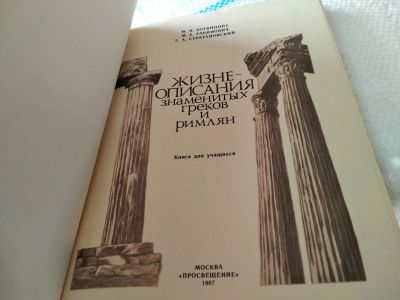 М. Н. БОТВИННИК
М. Б. РАБИНОВИЧ
Г. А. СТРАТАНОВСКИЙ
ЖИЗНЕ-
ОПИСАНИЯ
знаменитых
греков
и
римлян
Книга для учащихся
МОСКВА
«ПРОСВЕЩЕНИЕ»
1987